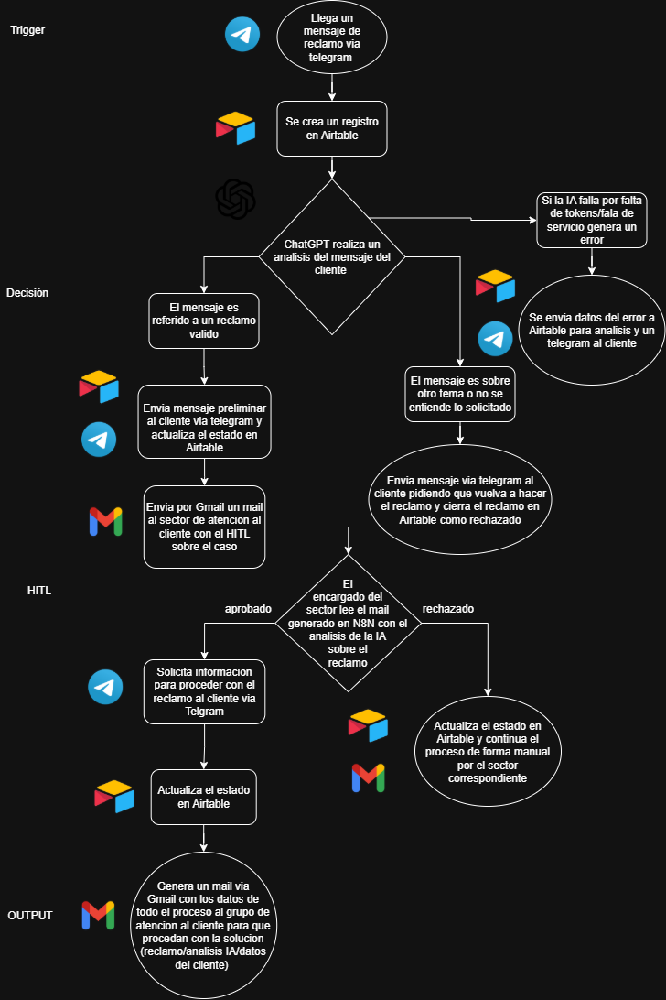 Trigger
Llega un
mensaje de
reclamo via
telegram
Se crea un registro
en Airtable
Si la IA falla por falta
de tokens/fala de
servicio genera un
error
ChatGPT realiza un
analisis del mensaje del
cliente
Decisión
El mensaje es
referido a un reclamo
valido
Se envia datos del error a
Airtable para analisis y un
telegram al cliente
El mensaje es sobre
otro tema o no se
entiende lo solicitado
Envia mensaje preliminar
al cliente via telegram y
actualiza el estado en
Airtable
Envia mensaje via telegram al
cliente pidiendo que vuelva a hacer
el reclamo y cierra el reclamo en
Airtable como rechazado
Envia por Gmail un mail
al sector de atencion al
cliente con el HITL
sobre el caso
HITL
El
encargado del
sector lee el mail
generado en N8N con el
analisis de la IA
sobre el
reclamo
aprobado
rechazado
Solicita informacion
para proceder con el
reclamo al cliente via
Telgram
Actualiza el estado en
Airtable y continua el
proceso de forma manual
por el sector
correspondiente
Actualiza el estado
en Airtable
OUTPUT
Genera un mail via
Gmail con los datos de
todo el proceso al grupo de
atencion al cliente para que
procedan con la solucion
(reclamo/analisis IA/datos
del cliente)